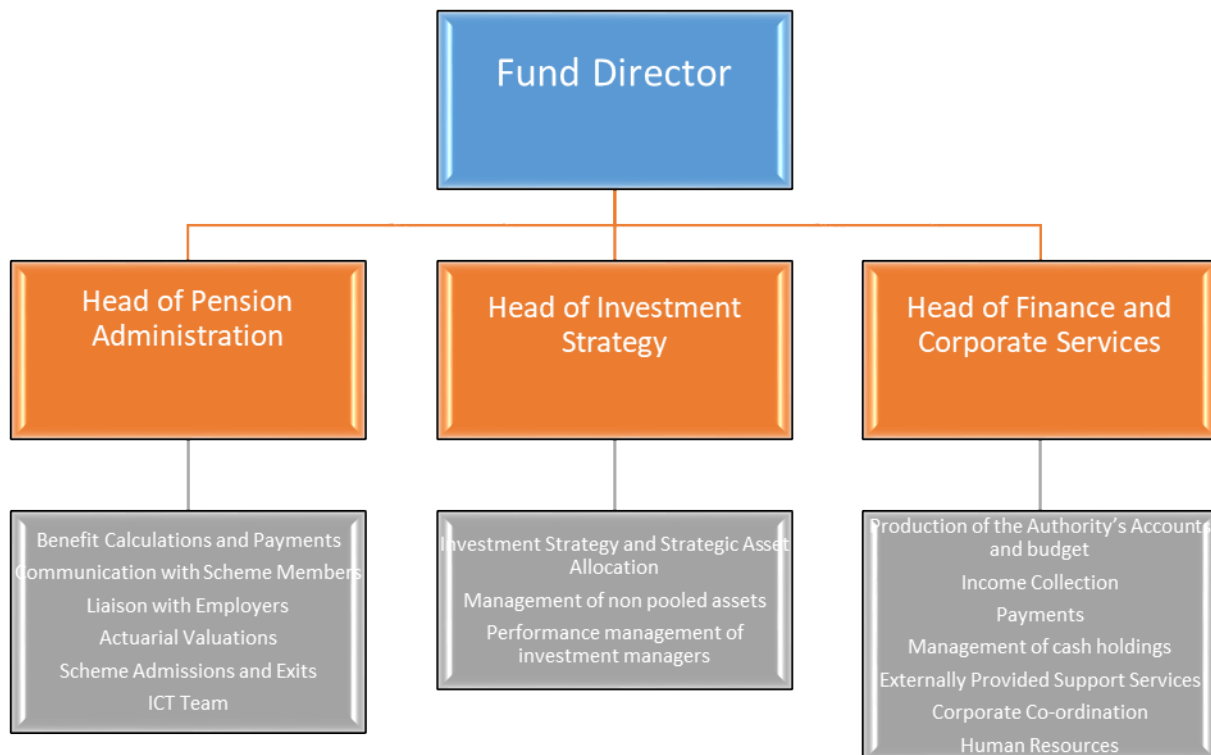 Fund Director
Head of Pension
Administration
Head of Investment
Strategy
Head of Finance and
Corporate Services
Benefit Calculations and Payments
Communication with Scheme Members
Liaison with Employers
Actuarial Valuations
Scheme Admissions and Exits
ICT Team
Investment Strategy and Strategic Asset
Allocation
Management of non pooled assets
Performance management of
investment managers
Production of the Authority’s Accounts
and budget
Income Collection
Payments
Management of cash holdings
Externally Provided Support Services
Corporate Co-ordination
Human Resources